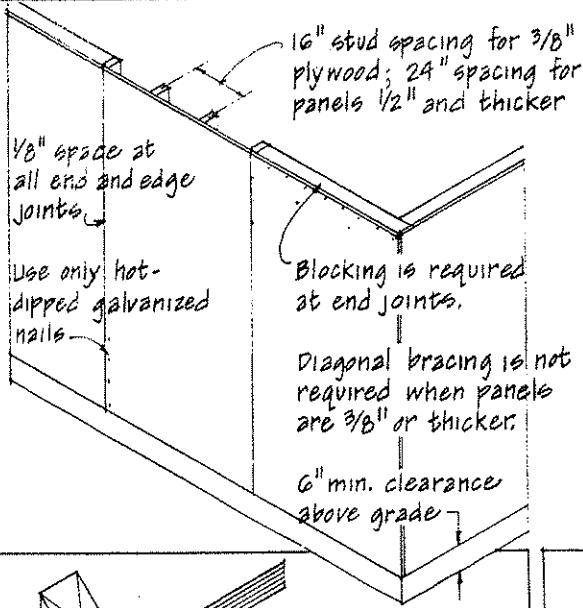 16" stud spacing for 3/8"
plywood; 24" spacing for
panels 1/2" and thicker
1/8" space at
all end and edge
joints
Use only hot-
dipped galvanized
nails
Blocking is required
at end joints.
Diagonal bracing is not
required when panels
are 3/8" or thicker.
6" min. clearance
above grade